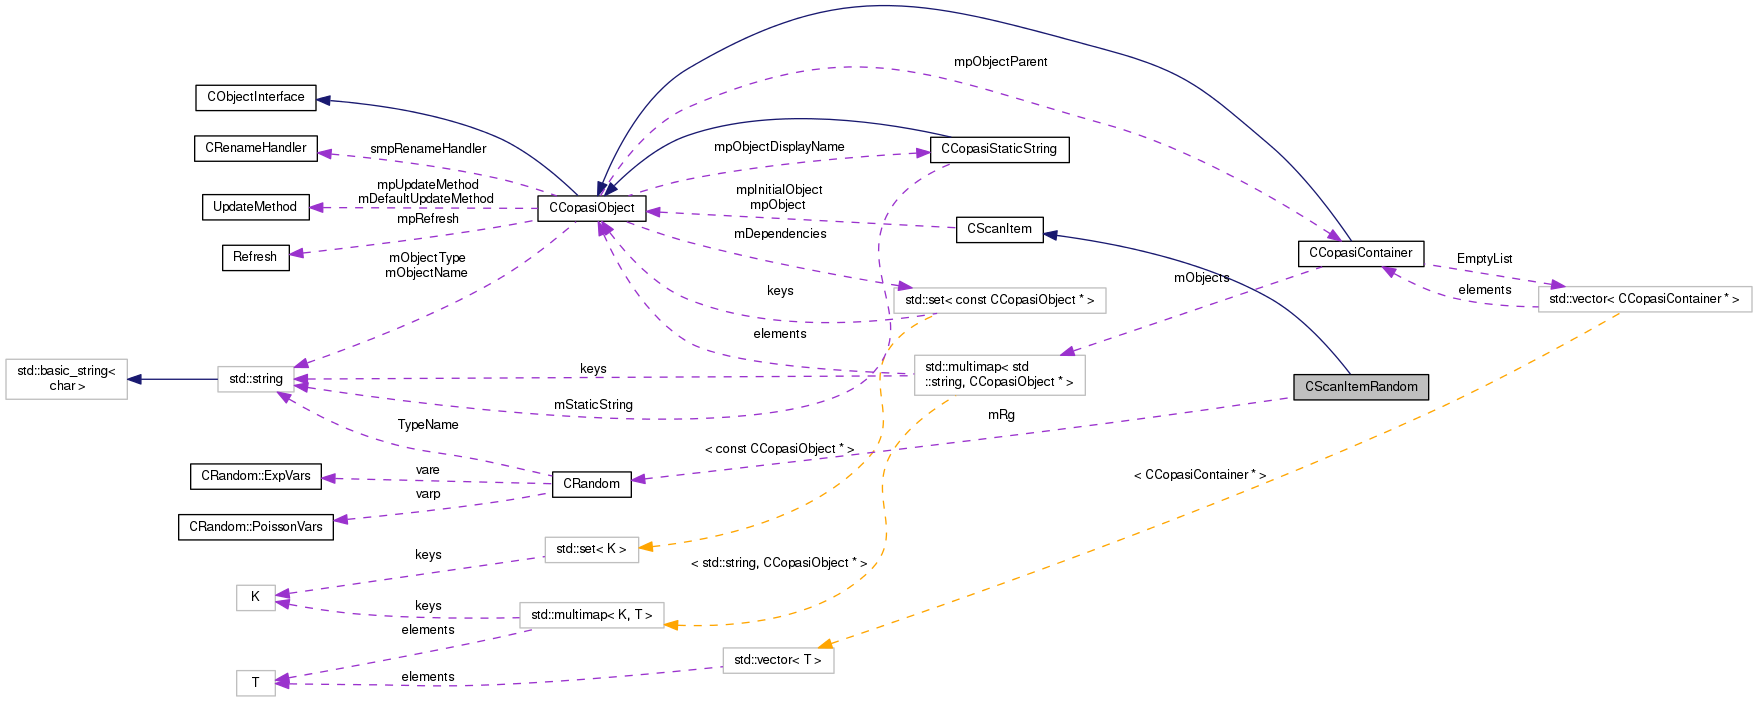 mpObjectParent
CObjectInterface
CRenameHandler
smpRenameHandler
mpObjectDisplayName
CCopasiStaticString
mpUpdateMethod
mDefaultUpdateMethod
UpdateMethod
mpRefresh
CCopasiObject
mpInitialObject
mpObject
CScanItem
mDependencies
Refresh
mObjectType
mObjectName
CCopasiContainer
EmptyList
mObjects
keys
std::set< const CCopasiObject * >
elements
std::vector< CCopasiContainer * >
elements
std::basic_string<
char >
std::string
keys
std::multimap< std
::string, CCopasiObject * >
CScanItemRandom
mStaticString
mRg
TypeName
< const CCopasiObject * >
CRandom::ExpVars
vare
CRandom
varp
< CCopasiContainer * >
CRandom::PoissonVars
keys
std::set< K >
< std::string, CCopasiObject * >
K
keys
std::multimap< K, T >
elements
std::vector< T >
T
elements